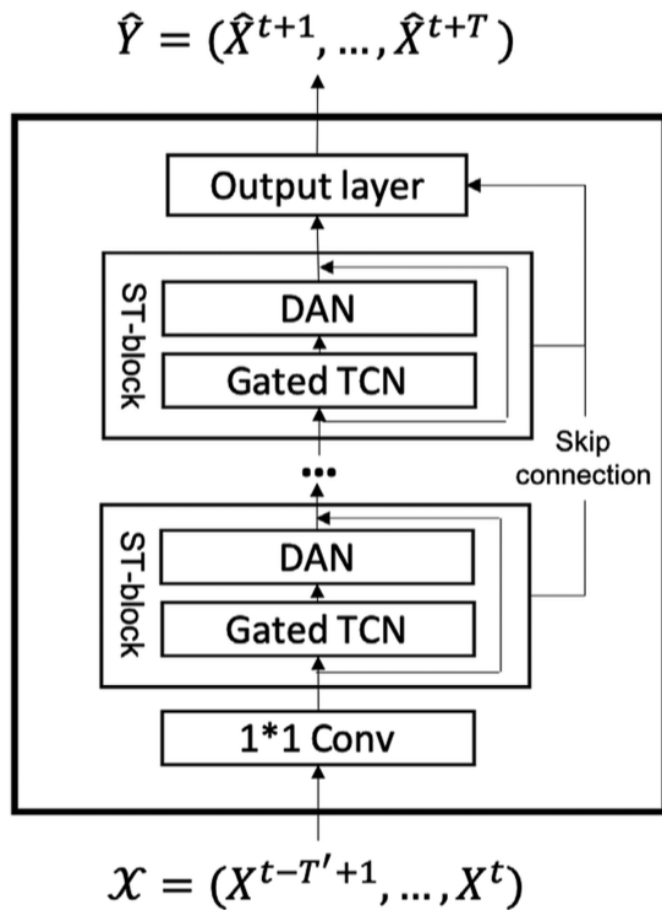 Ŷ = (X̂^{t+1}, ..., X̂^{t+T})
Output layer
ST-block
DAN
Gated TCN
Skip
connection
...
ST-block
DAN
Gated TCN
1*1 Conv
𝒳 = (X^{t−T′+1}, ..., X^t)